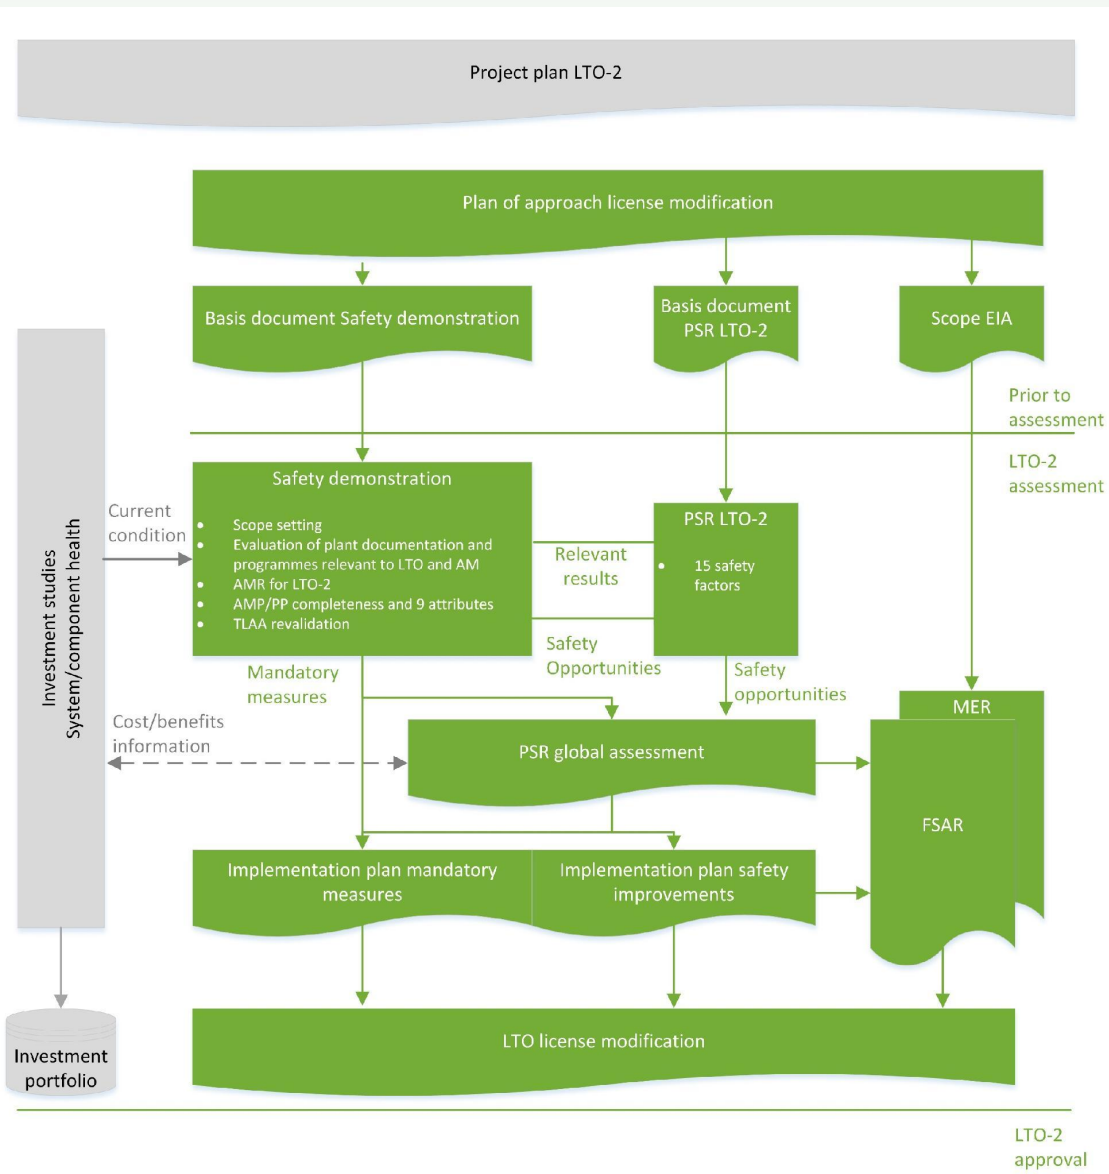 Project plan LTO-2
Plan of approach license modification
Basis document Safety demonstration
Basis document
PSR LTO-2
Scope EIA
Prior to
assessment
LTO-2
assessment
Investment studies
System/component health
Current
condition
Safety demonstration
• Scope setting
• Evaluation of plant documentation and
programmes relevant to LTO and AM
• AMR for LTO-2
• AMP/PP completeness and 9 attributes
• TLAA revalidation
Relevant
results
Safety
Opportunities
PSR LTO-2
• 15 safety
factors
Mandatory
measures
Safety
opportunities
Cost/benefits
information
PSR global assessment
MER
FSAR
Implementation plan mandatory
measures
Implementation plan safety
improvements
Investment
portfolio
LTO license modification
LTO-2
approval